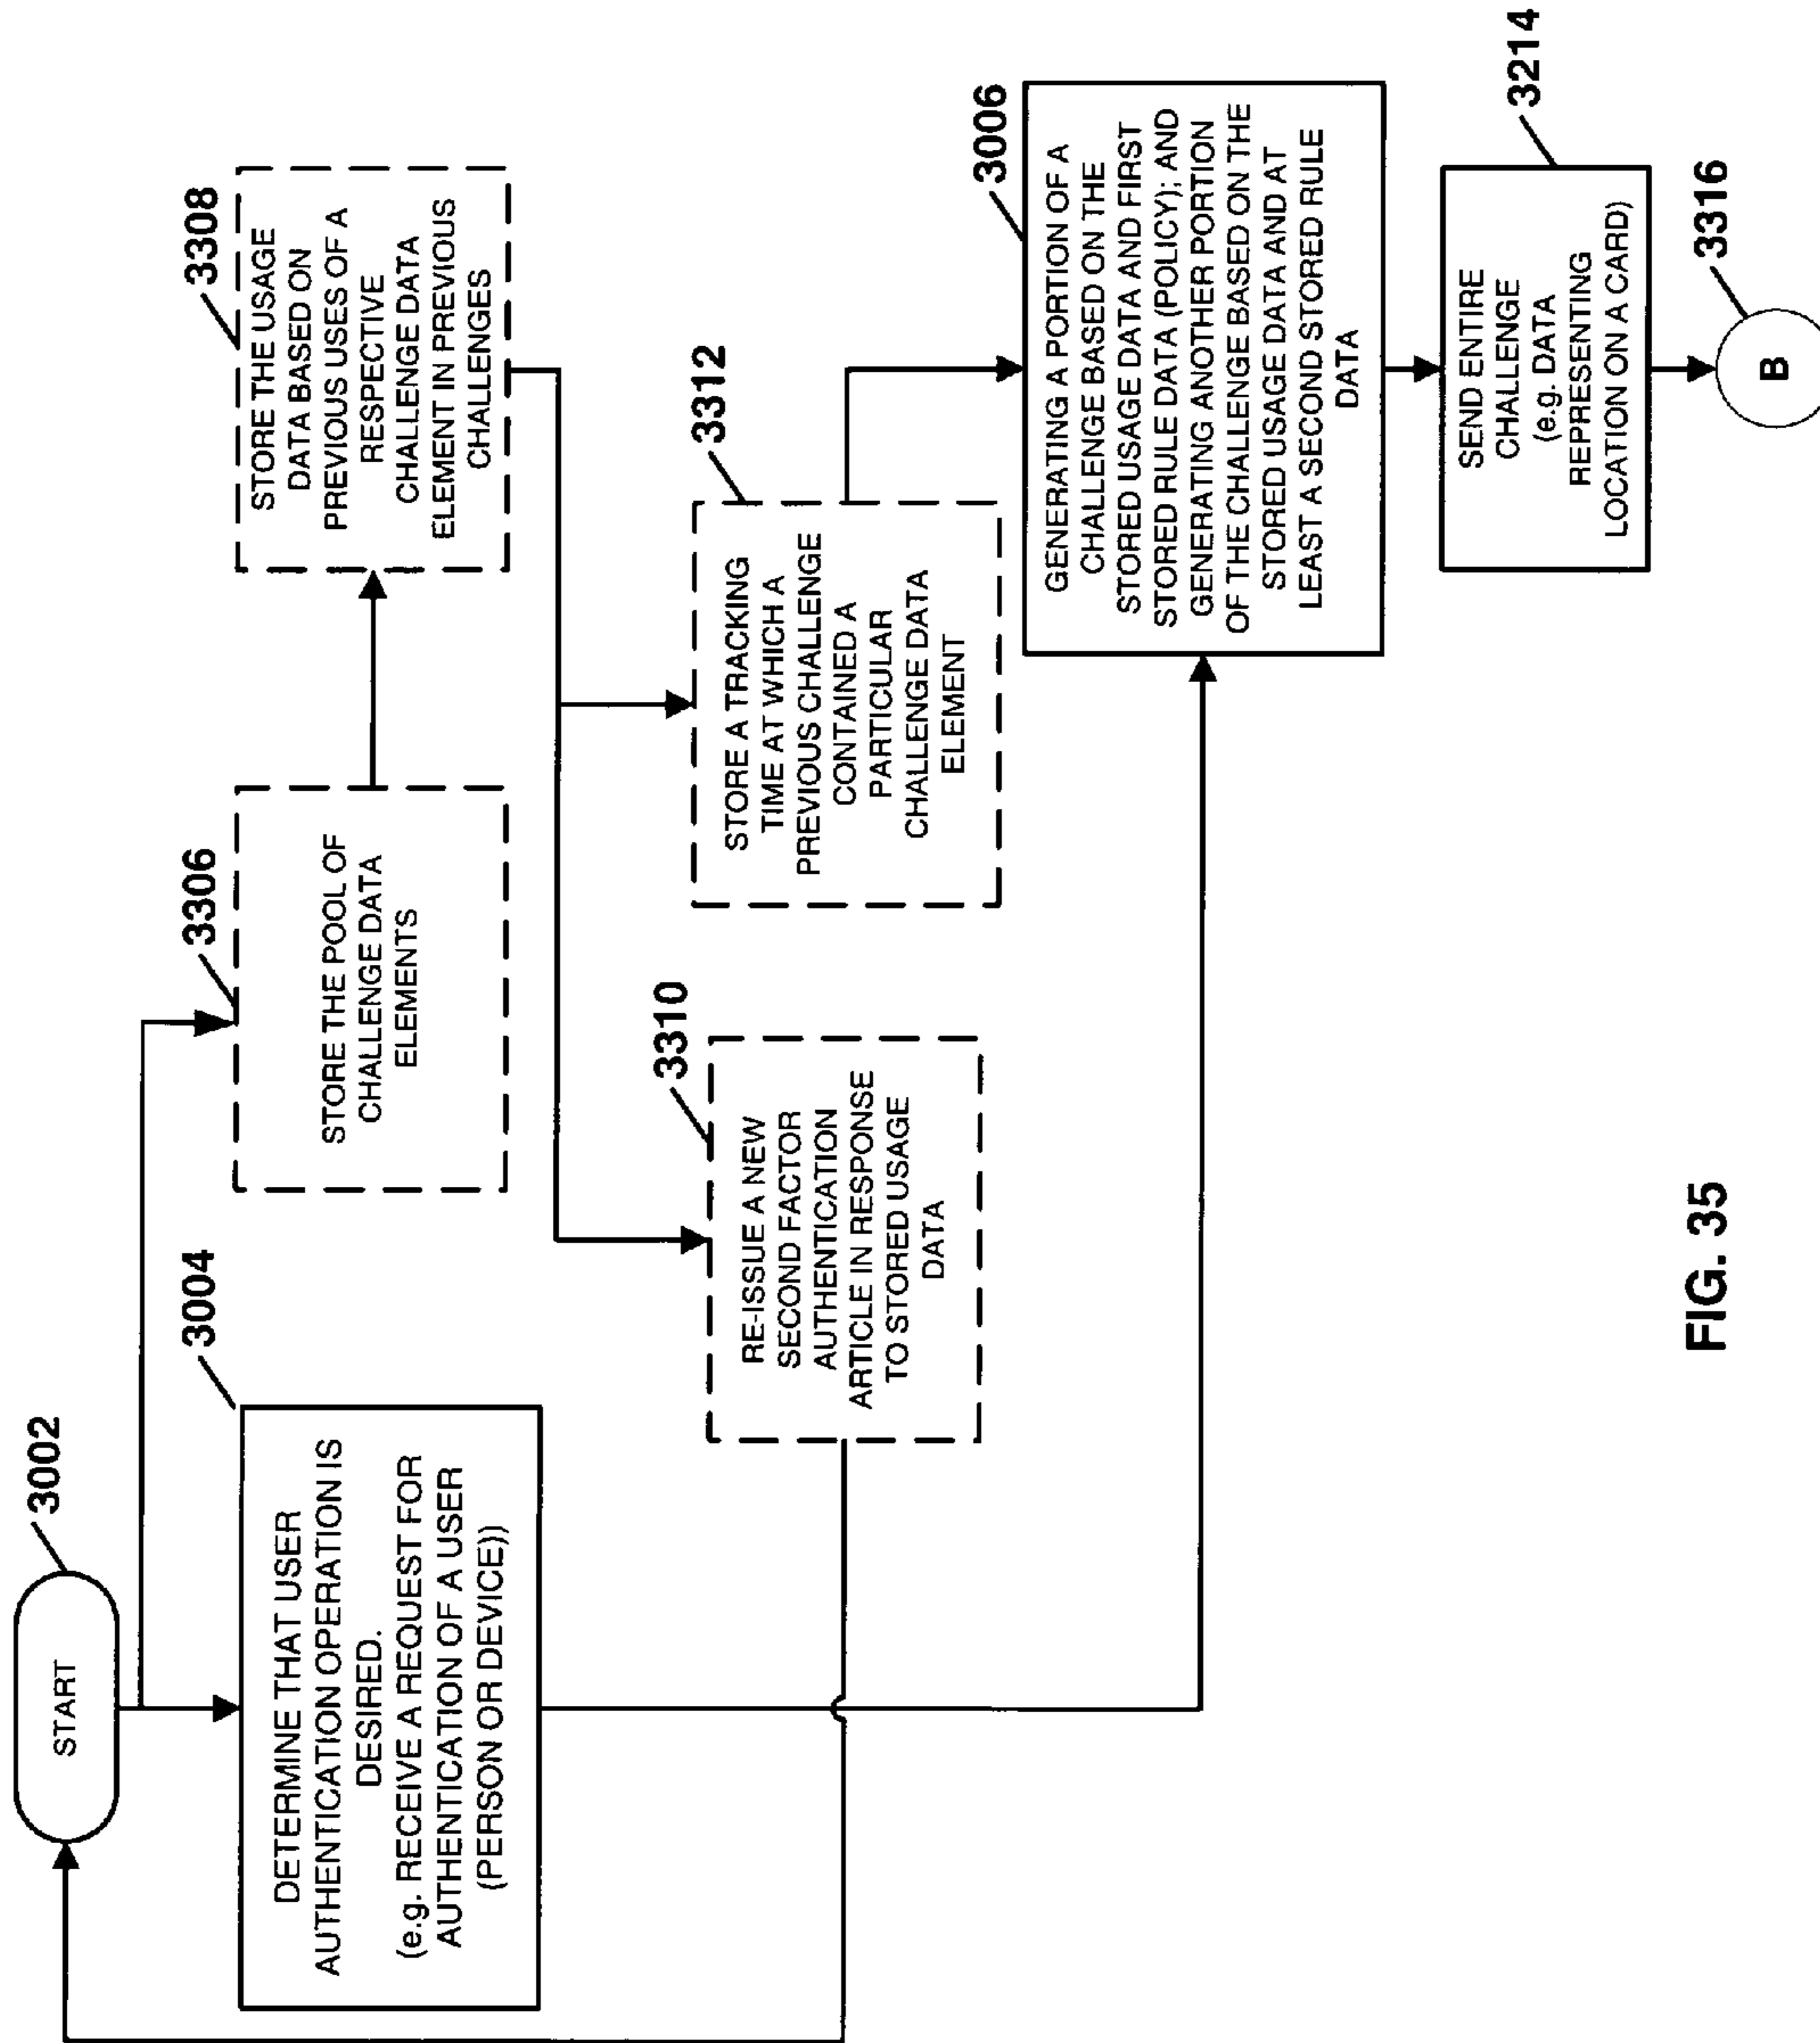 3002
START
3004
DETERMINE THAT USER
AUTHENTICATION OPERATION IS
DESIRED.
(e.g. RECEIVE A REQUEST FOR
AUTHENTICATION OF A USER
(PERSON OR DEVICE))
3306
STORE THE POOL OF
CHALLENGE DATA
ELEMENTS
3308
STORE THE USAGE
DATA BASED ON
PREVIOUS USES OF A
RESPECTIVE
CHALLENGE DATA
ELEMENT IN PREVIOUS
CHALLENGES
3310
RE-ISSUE A NEW
SECOND FACTOR
AUTHENTICATION
ARTICLE IN RESPONSE
TO STORED USAGE
DATA
3312
STORE A TRACKING
TIME AT WHICH A
PREVIOUS CHALLENGE
CONTAINED A
PARTICULAR
CHALLENGE DATA
ELEMENT
3006
GENERATING A PORTION OF A
CHALLENGE BASED ON THE
STORED USAGE DATA AND FIRST
STORED RULE DATA (POLICY); AND
GENERATING ANOTHER PORTION
OF THE CHALLENGE BASED ON THE
STORED USAGE DATA AND AT
LEAST A SECOND STORED RULE
DATA
3214
SEND ENTIRE
CHALLENGE
(e.g. DATA
REPRESENTING
LOCATION ON A CARD)
3316
B
FIG. 35